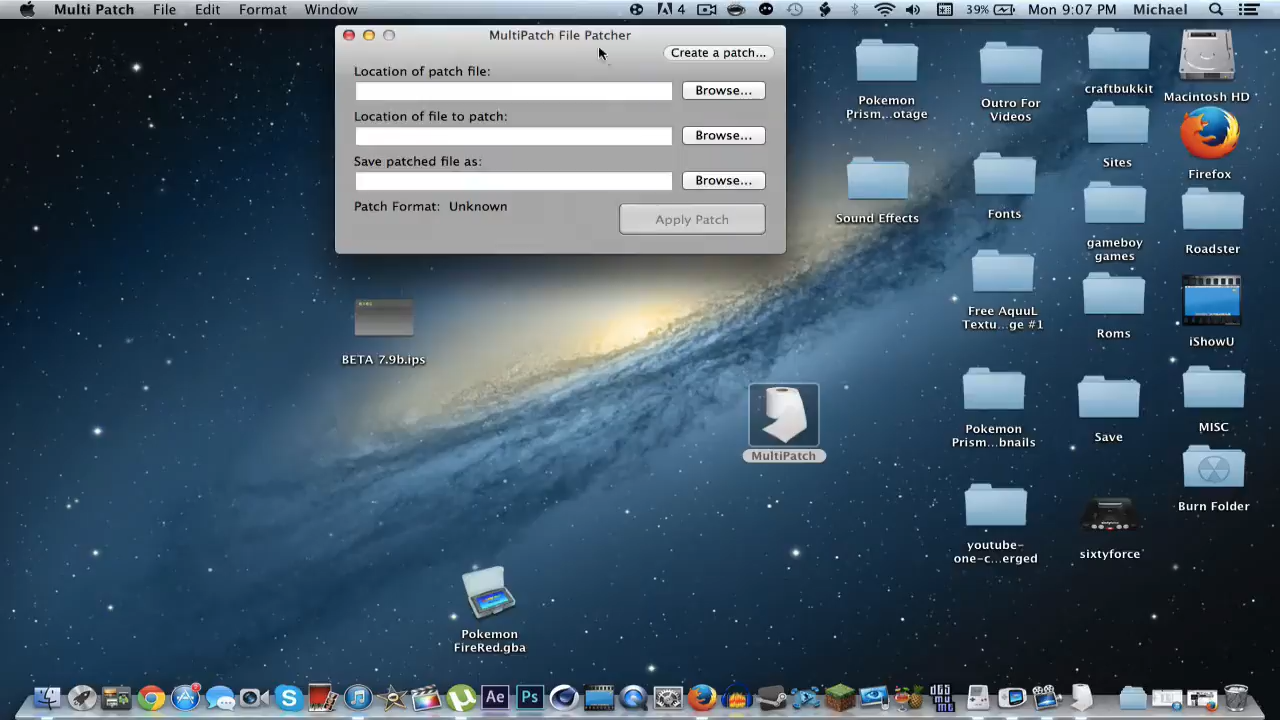 Multi Patch File Edit Format Window 4 39% Mon 9:07 PM Michael
MultiPatch File Patcher
Create a patch...
Location of patch file:
Browse...
Location of file to patch:
Browse...
Save patched file as:
Browse...
Patch Format: Unknown
Apply Patch
BETA 7.9b.ips
MultiPatch
Pokemon
FireRed.gba
Pokemon
Prism...otage
Outro For
Videos
craftbukkit
Macintosh HD
Sound Effects
Fonts
Sites
Firefox
gameboy
games
Roadster
Free AquuL
Textu...ge #1
Roms
iShowU
Pokemon
Prism...bnails
Save
MISC
youtube-
one-c...erged
sixtyforce
Burn Folder
Ae
Ps